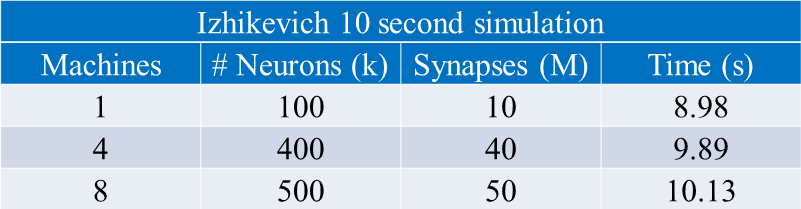 Izhikevich 10 second simulation
Machines # Neurons (k) Synapses (M) Time (s)
1 100 10 8.98
4 400 40 9.89
8 500 50 10.13